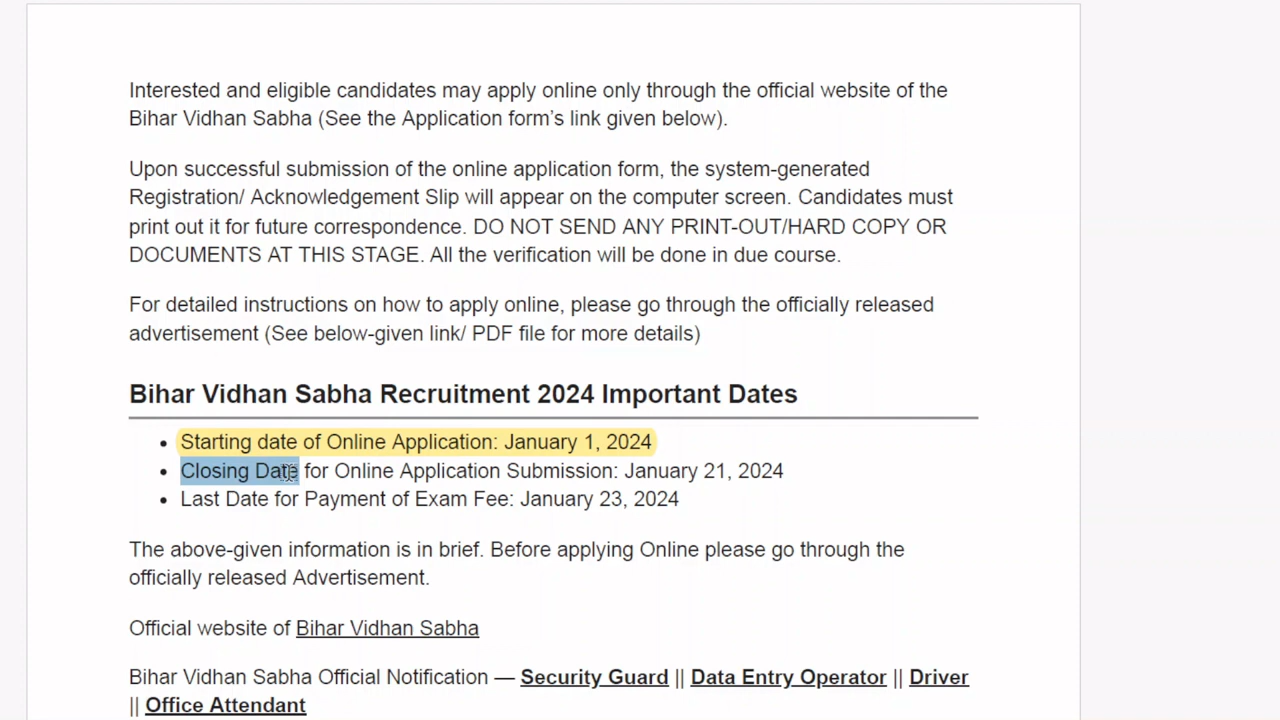 Interested and eligible candidates may apply online only through the official website of the
Bihar Vidhan Sabha (See the Application form’s link given below).
Upon successful submission of the online application form, the system-generated
Registration/ Acknowledgement Slip will appear on the computer screen. Candidates must
print out it for future correspondence. DO NOT SEND ANY PRINT-OUT/HARD COPY OR
DOCUMENTS AT THIS STAGE. All the verification will be done in due course.
For detailed instructions on how to apply online, please go through the officially released
advertisement (See below-given link/ PDF file for more details)
Bihar Vidhan Sabha Recruitment 2024 Important Dates
• Starting date of Online Application: January 1, 2024
• Closing Date for Online Application Submission: January 21, 2024
• Last Date for Payment of Exam Fee: January 23, 2024
The above-given information is in brief. Before applying Online please go through the
officially released Advertisement.
Official website of Bihar Vidhan Sabha
Bihar Vidhan Sabha Official Notification — Security Guard || Data Entry Operator || Driver
|| Office Attendant